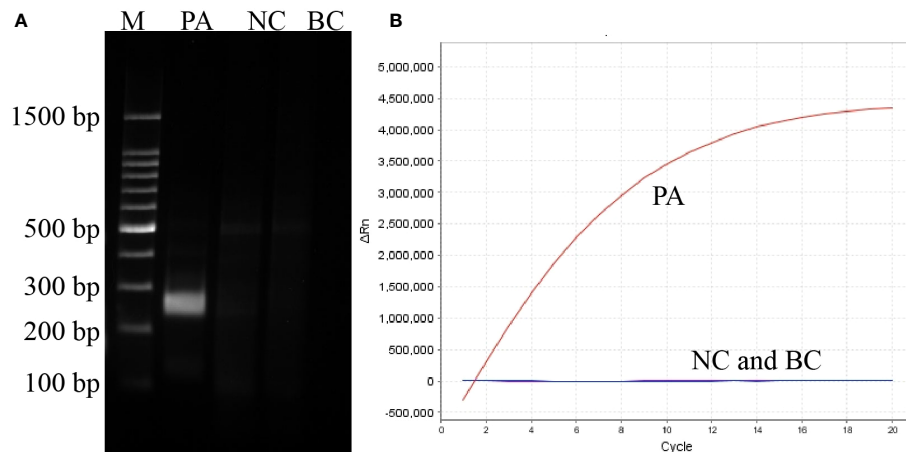 A
M PA NC BC
1500 bp
500 bp
300 bp
200 bp
100 bp
B
5,000,000
4,500,000
4,000,000
3,500,000
3,000,000
2,500,000
2,000,000
1,500,000
1,000,000
500,000
0
-500,000
ΔRn
PA
NC and BC
0 2 4 6 8 10 12 14 16 18 20
Cycle